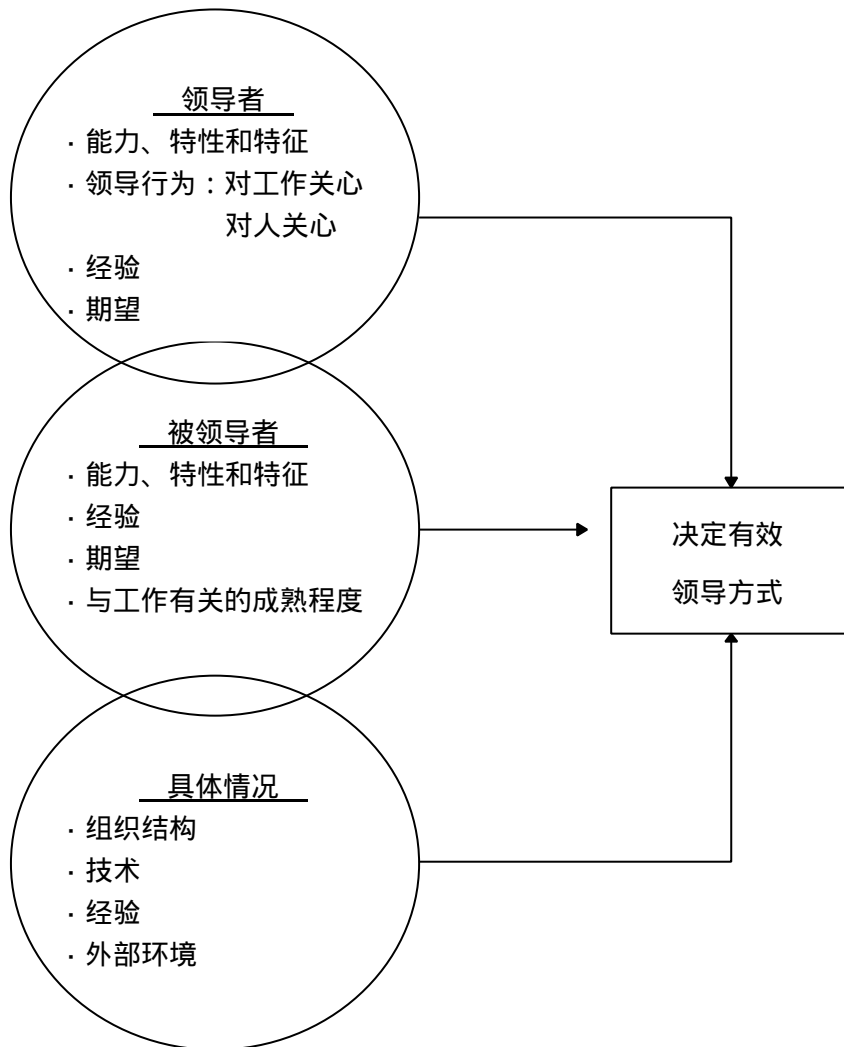 领导者
· 能力、特性和特征
· 领导行为：对工作关心
对人关心
· 经验
· 期望
被领导者
· 能力、特性和特征
· 经验
· 期望
· 与工作有关的成熟程度
决定有效
领导方式
具体情况
· 组织结构
· 技术
· 经验
· 外部环境